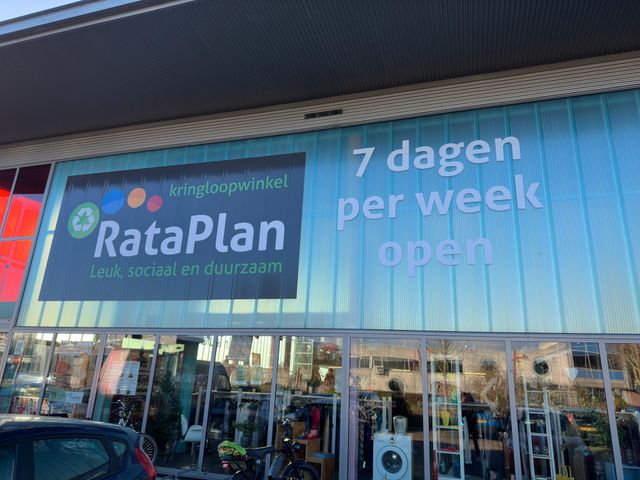 kringloopwinkel
RataPlan
Leuk, sociaal en duurzaam
7 dagen
per week
open